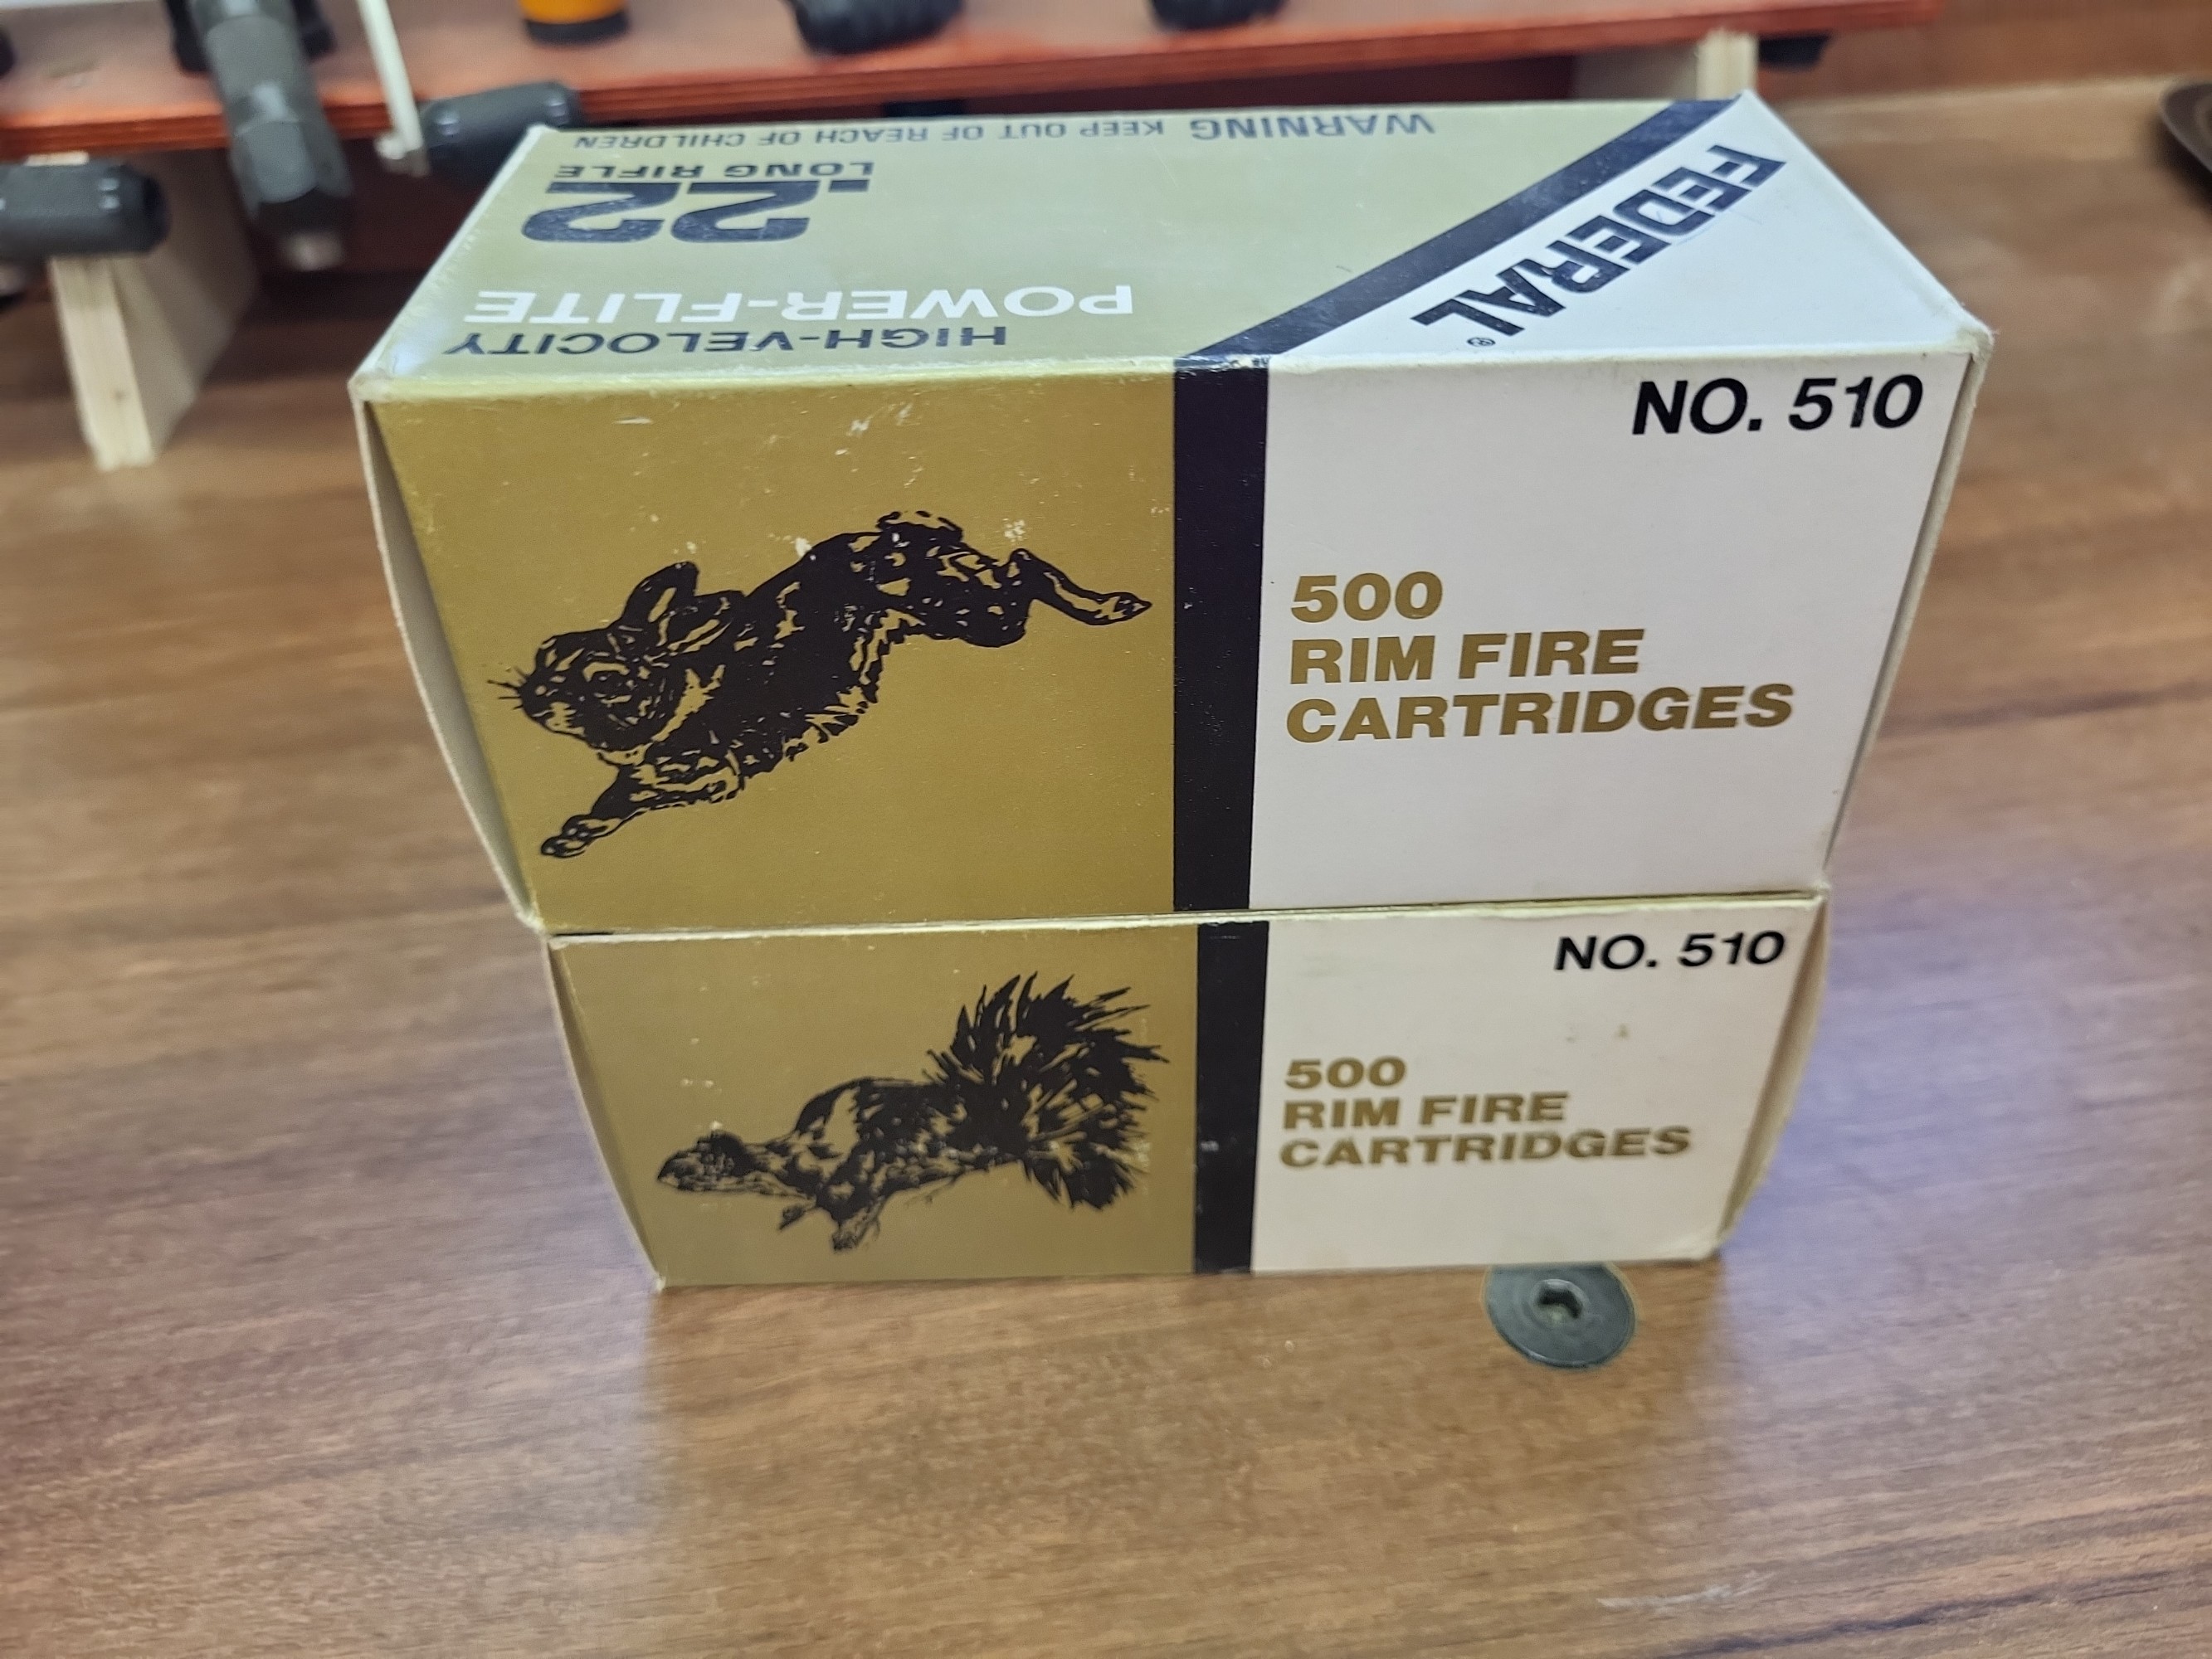 WARNING KEEP OUT OF REACH OF CHILDREN
.22
LONG RIFLE
HIGH-VELOCITY
POWER-FLITE
FEDERAL®
NO. 510
500
RIM FIRE
CARTRIDGES
NO. 510
500
RIM FIRE
CARTRIDGES